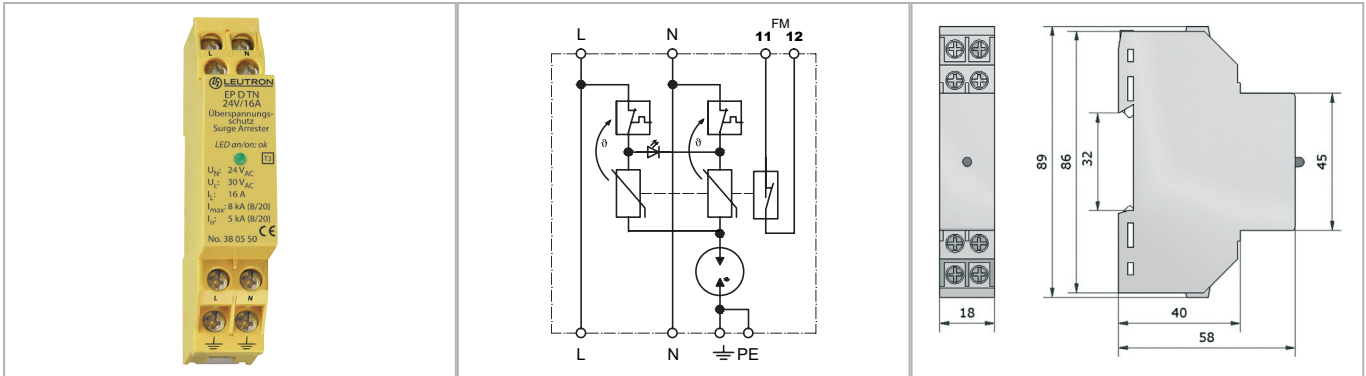 L N
LEUTRON
EP D TN
24V/16A
Überspannungs-
schutz
Surge Arrester
LED an/on: ok
T3
UN: 24 VAC
Uc: 30 VAC
IL: 16 A
Imax: 8 kA (8/20)
In: 5 kA (8/20)
CE
No. 38 05 50
L N
L N FM
11 12
ϑ ϑ
L N PE
89 86 32 45
18 40
58